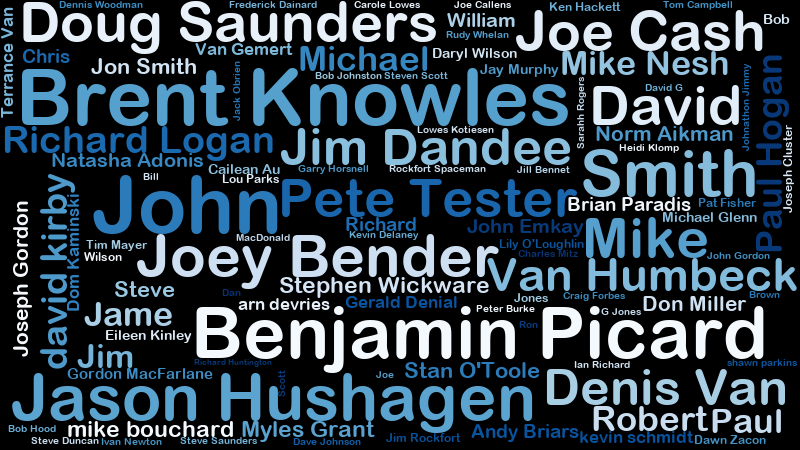 Dennis Woodman
Frederick Dainard
Carole Lowes
Joe Callens
Ken Hackett
Tom Campbell
Terrance Van
Doug Saunders
William
Joe Cash
Bob
Rudy Whelan
Chris
Van Gemert
Michael
Daryl Wilson
Jon Smith
Mike Nesh
Jay Murphy
Bob Johnston
Steven Scott
Jack Obrien
Brent Knowles
Sarahh Rogers
David G
David
Johnathon Jimmy
Paul Hogan
Joseph Cluster
Richard Logan
Jim Dandee
Lowes Kotiesen
Norm Aikman
Heidi Klomp
Natasha Adonis
Cailean Au
Garry Horsnell
Rockfort Spaceman
Jill Bennet
Smith
Bill
Lou Parks
John
Pete Tester
Brian Paradis
Pat Fisher
Michael Glenn
Joseph Gordon
david kirby
Dom Kaminski
Richard
John Emkay
Mike
Tim Mayer
MacDonald
Kevin Delaney
Lily O'Loughlin
Charles Mitz
John Gordon
Wilson
Joey Bender
Van Humbeck
Steve
Stephen Wickware
Dan
arn devries
Gerald Denial
Jones
Craig Forbes
Brown
Don Miller
Jame
Peter Burke
G Jones
Eileen Kinley
Benjamin Picard
Ron
Jim
Richard Huntington
Ian Richard
shawn parkins
Gordon MacFarlane
Scott
Joe
Stan O'Toole
Jason Hushagen
Denis Van
Robert
Paul
Bob Hood
mike bouchard
Myles Grant
Andy Briars
kevin schmidt
Steve Duncan
Ivan Newton
Steve Saunders
Dave Johnson
Jim Rockfort
Dawn Zacon